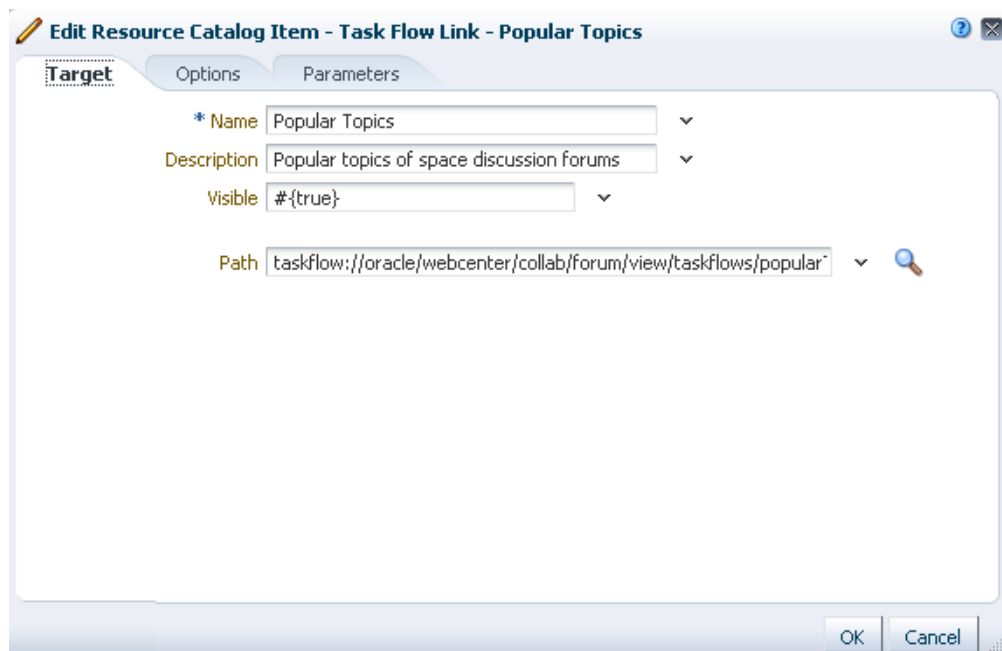 Edit Resource Catalog Item - Task Flow Link - Popular Topics
Target Options Parameters
* Name Popular Topics
Description Popular topics of space discussion forums
Visible #{true}
Path taskflow://oracle/webcenter/collab/forum/view/taskflows/popular
OK Cancel